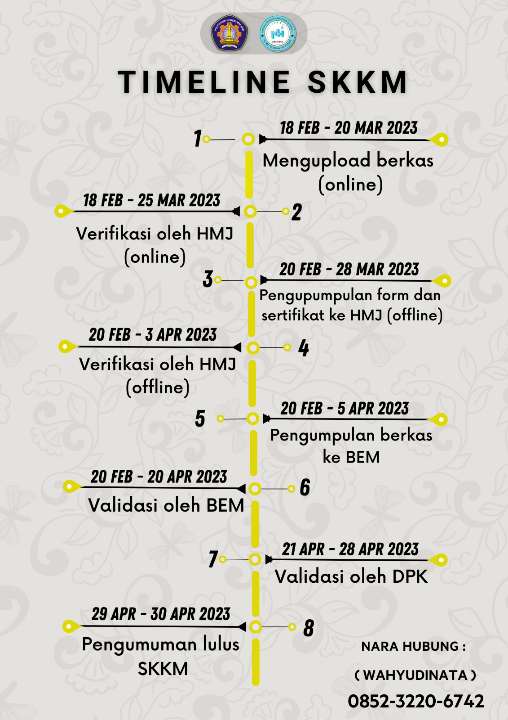 TIMELINE SKKM
1
18 FEB - 20 MAR 2023
Mengupload berkas
(online)
18 FEB - 25 MAR 2023
2
Verifikasi oleh HMJ
(online)
3
20 FEB - 28 MAR 2023
Pengupumpulan form dan
sertifikat ke HMJ (offline)
20 FEB - 3 APR 2023
4
Verifikasi oleh HMJ
(offline)
5
20 FEB - 5 APR 2023
Pengumpulan berkas
ke BEM
20 FEB - 20 APR 2023
6
Validasi oleh BEM
7
21 APR - 28 APR 2023
Validasi oleh DPK
29 APR - 30 APR 2023
8
Pengumuman lulus
SKKM
NARA HUBUNG :
( WAHYUDINATA )
0852-3220-6742